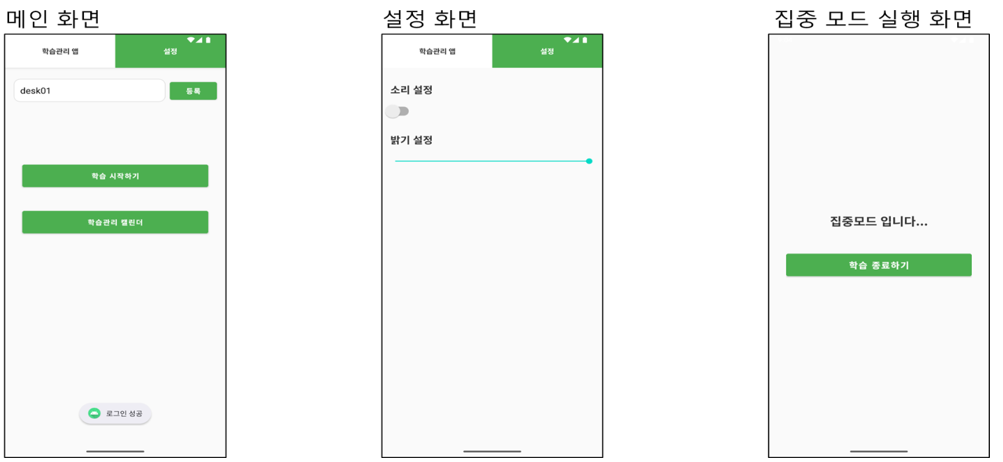 메인 화면
학습관리 앱
설정
desk01
등록
학습 시작하기
학습관리 캘린더
로그인 성공
설정 화면
학습관리 앱
설정
소리 설정
밝기 설정
집중 모드 실행 화면
집중모드 입니다...
학습 종료하기